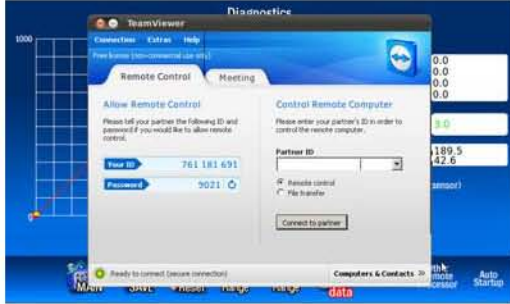 Diagnostics
TeamViewer
Connection Extras Help
Free license (non-commercial use only)
Remote Control
Meeting
Allow Remote Control
Please tell your partner the following ID and
password if you would like to allow remote
control.
Your ID 761 181 691
Password 9021
Control Remote Computer
Please enter your partner's ID in order to
control the remote computer.
Partner ID
Remote control
File transfer
Connect to partner
Ready to connect (secure connection)
Computers & Contacts
1000
0.0
0.0
0.0
0.0
3.0
189.5
42.6
sensor)
MAIN
data
Auto
Startup